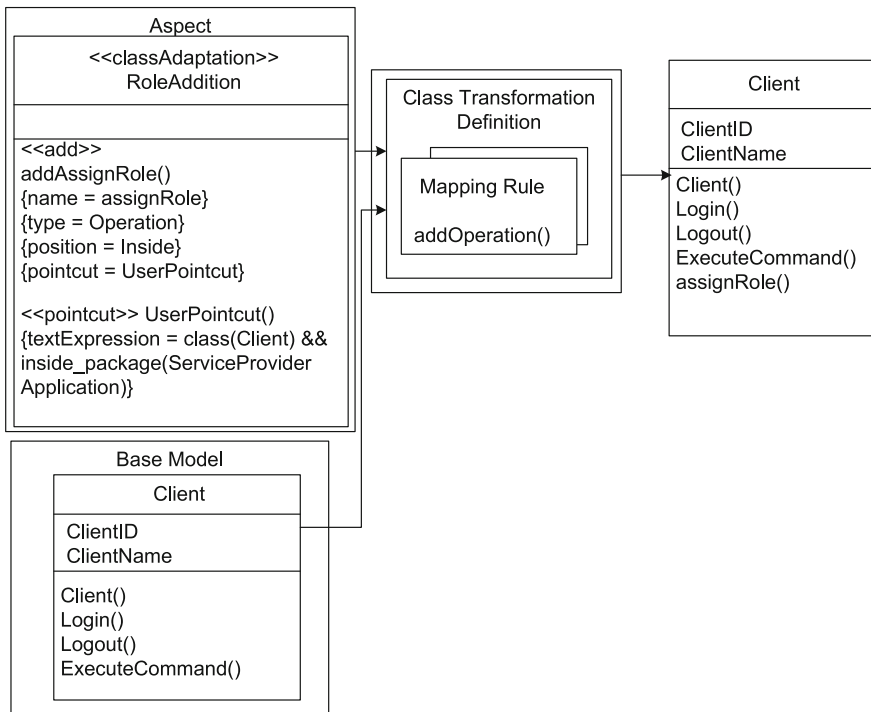 Aspect
<<classAdaptation>>
RoleAddition
<<add>>
addAssignRole()
{name = assignRole}
{type = Operation}
{position = Inside}
{pointcut = UserPointcut}
<<pointcut>> UserPointcut()
{textExpression = class(Client) &&
inside_package(ServiceProvider
Application)}
Base Model
Client
ClientID
ClientName
Client()
Login()
Logout()
ExecuteCommand()
Class Transformation
Definition
Mapping Rule
addOperation()
Client
ClientID
ClientName
Client()
Login()
Logout()
ExecuteCommand()
assignRole()